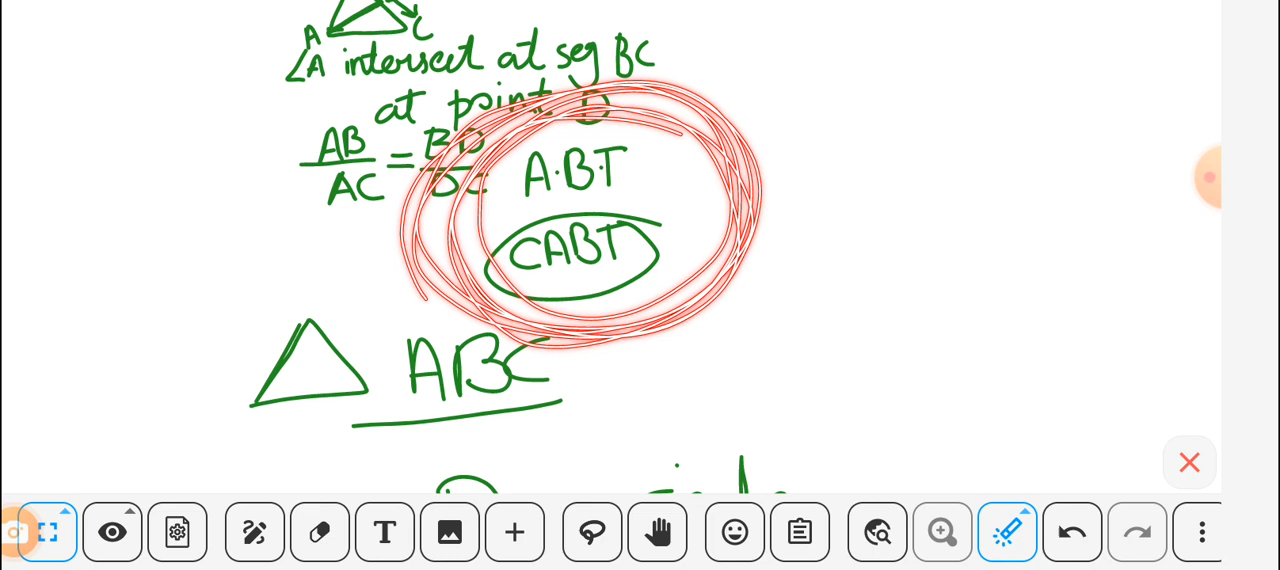 A C
∠A intersect at seg BC
at point D
AB/AC = BD/DC
A·B·T
CABT
△ ABC
T